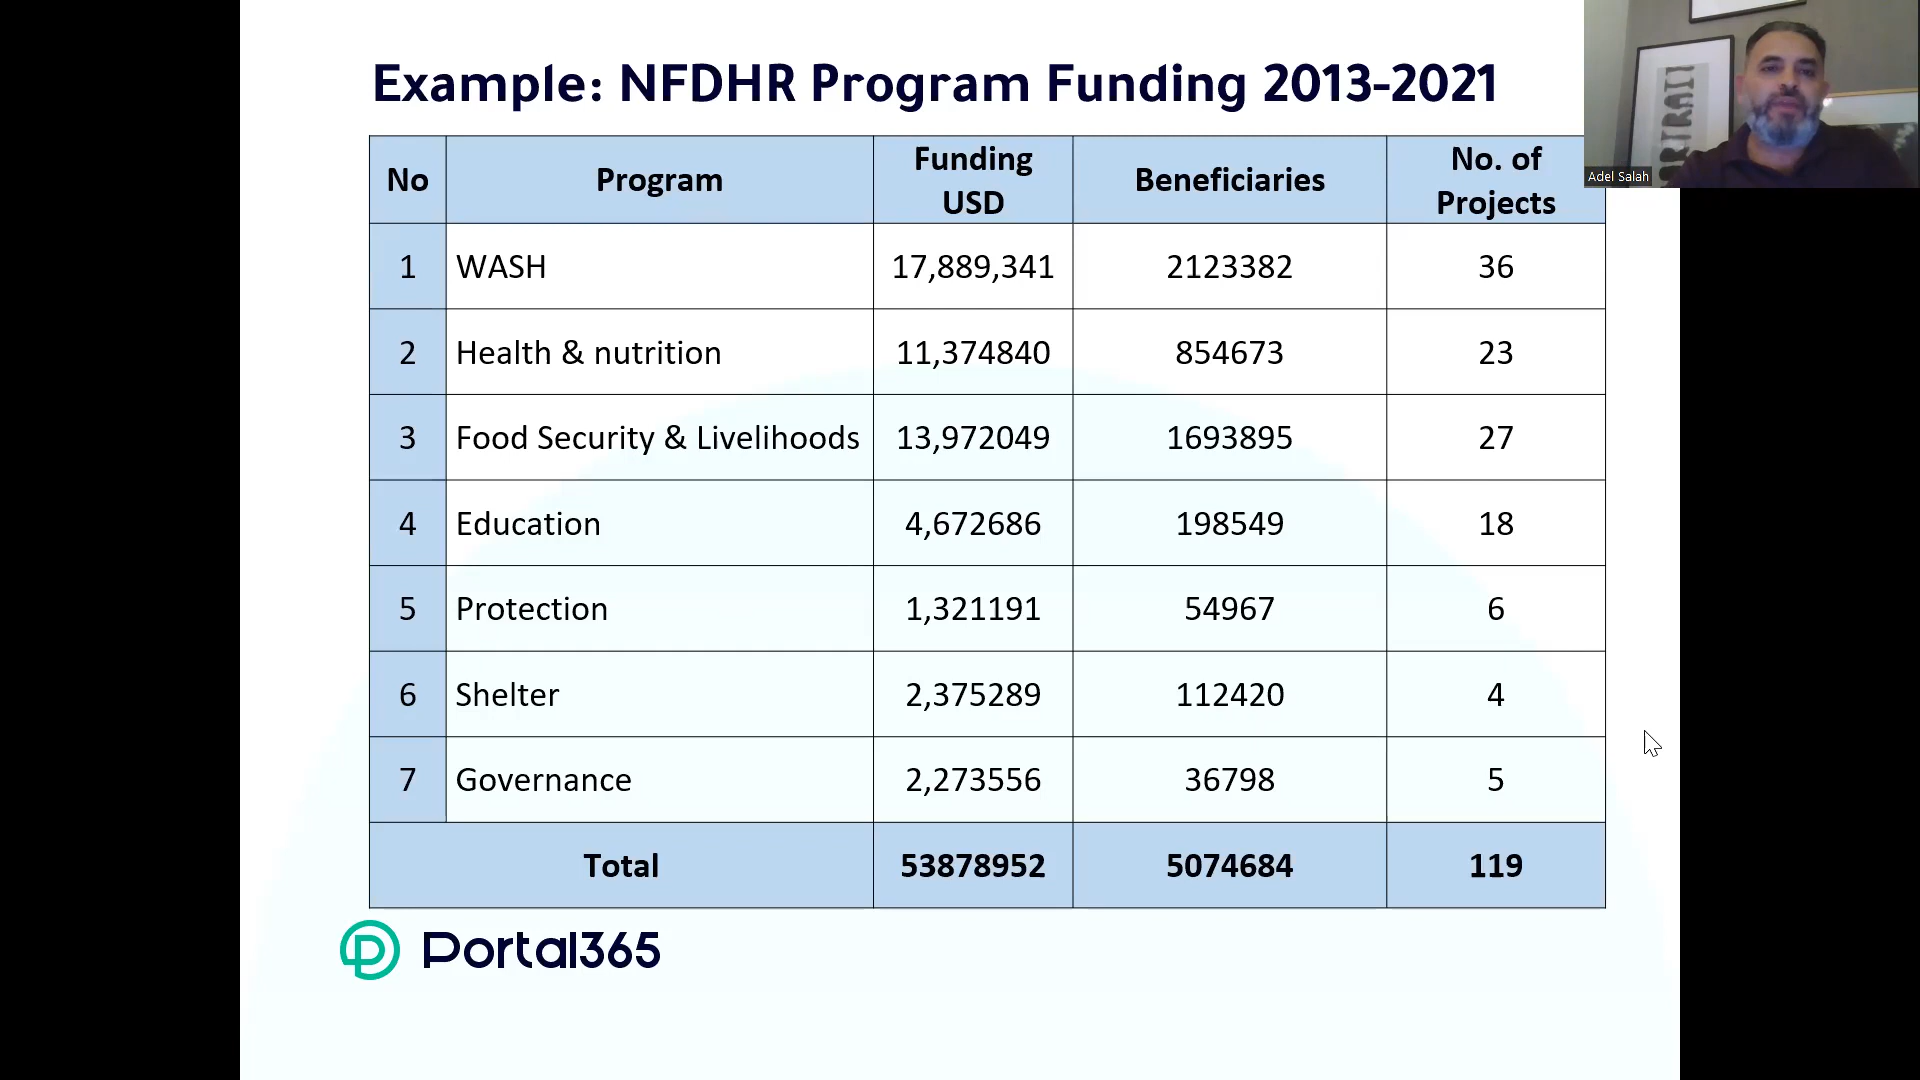 Example: NFDHR Program Funding 2013-2021
No Program Funding USD Beneficiaries No. of Projects
1 WASH 17,889,341 2123382 36
2 Health & nutrition 11,374840 854673 23
3 Food Security & Livelihoods 13,972049 1693895 27
4 Education 4,672686 198549 18
5 Protection 1,321191 54967 6
6 Shelter 2,375289 112420 4
7 Governance 2,273556 36798 5
Total 53878952 5074684 119
Portal365
Adel Salah